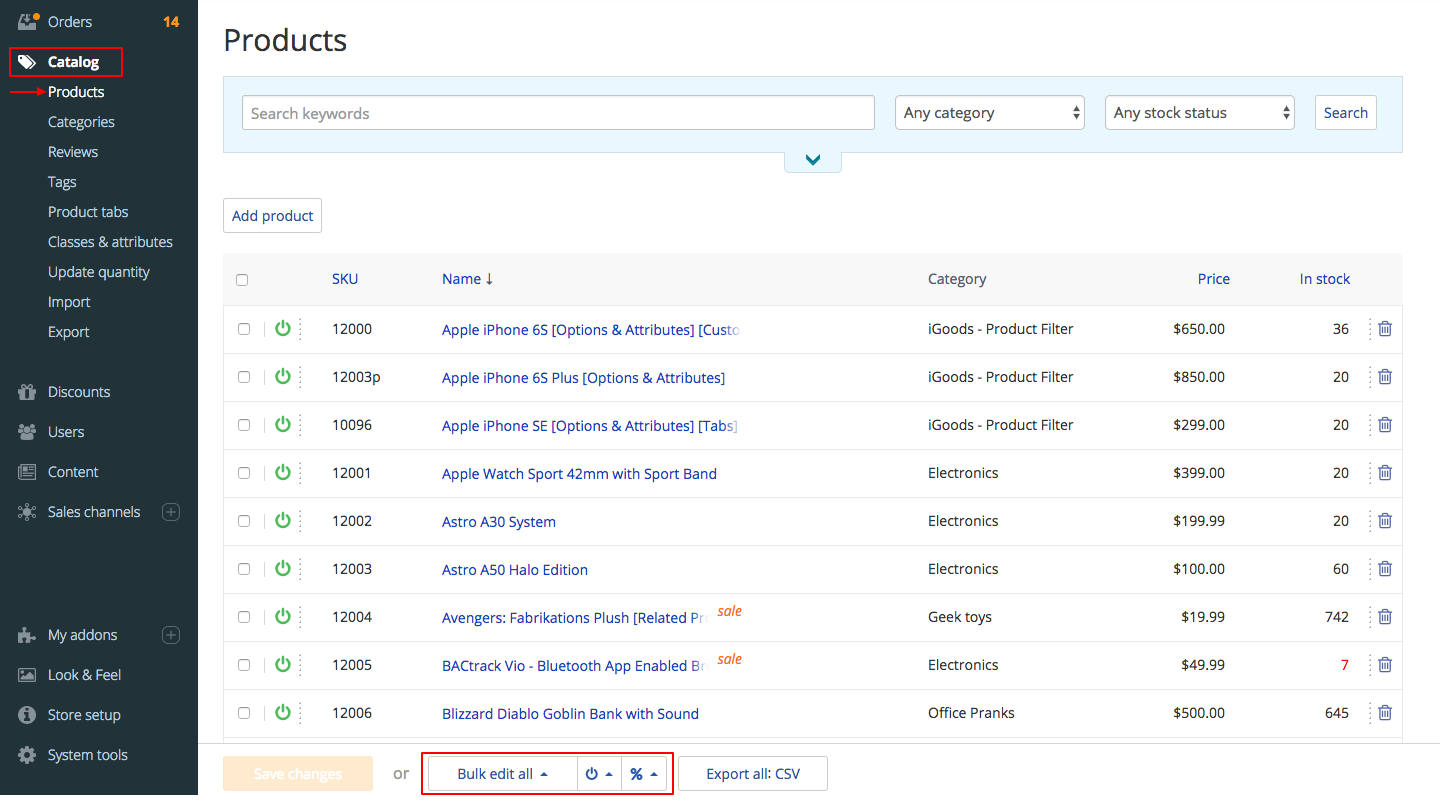 Orders 14
Catalog
Products
Categories
Reviews
Tags
Product tabs
Classes & attributes
Update quantity
Import
Export
Discounts
Users
Content
Sales channels
My addons
Look & Feel
Store setup
System tools
Products
Search keywords Any category Any stock status Search
Add product
SKU Name ↓ Category Price In stock
12000 Apple iPhone 6S [Options & Attributes] [Custo iGoods - Product Filter $650.00 36
12003p Apple iPhone 6S Plus [Options & Attributes] iGoods - Product Filter $850.00 20
10096 Apple iPhone SE [Options & Attributes] [Tabs] iGoods - Product Filter $299.00 20
12001 Apple Watch Sport 42mm with Sport Band Electronics $399.00 20
12002 Astro A30 System Electronics $199.99 20
12003 Astro A50 Halo Edition Electronics $100.00 60
12004 Avengers: Fabrikations Plush [Related Pr sale Geek toys $19.99 742
12005 BACtrack Vio - Bluetooth App Enabled Br sale Electronics $49.99 7
12006 Blizzard Diablo Goblin Bank with Sound Office Pranks $500.00 645
Save changes or Bulk edit all % Export all: CSV